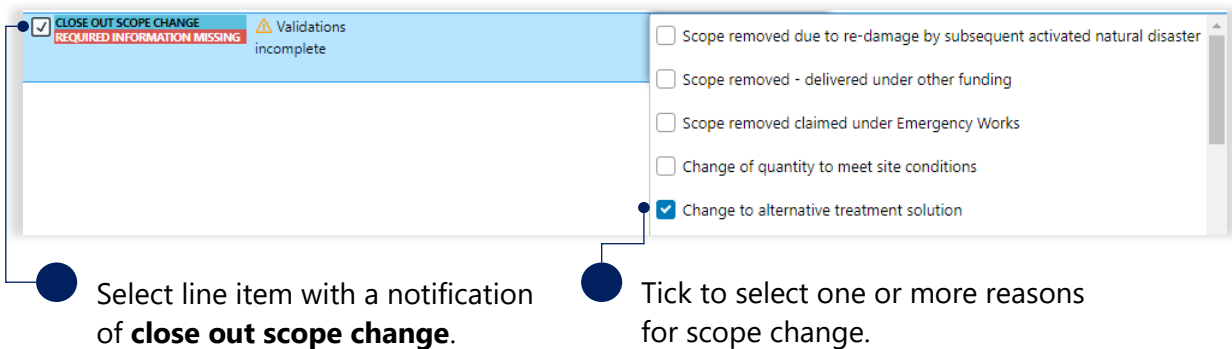 CLOSE OUT SCOPE CHANGE
REQUIRED INFORMATION MISSING
Validations
incomplete
Scope removed due to re-damage by subsequent activated natural disaster
Scope removed - delivered under other funding
Scope removed claimed under Emergency Works
Change of quantity to meet site conditions
Change to alternative treatment solution
Select line item with a notification
of close out scope change.
Tick to select one or more reasons
for scope change.